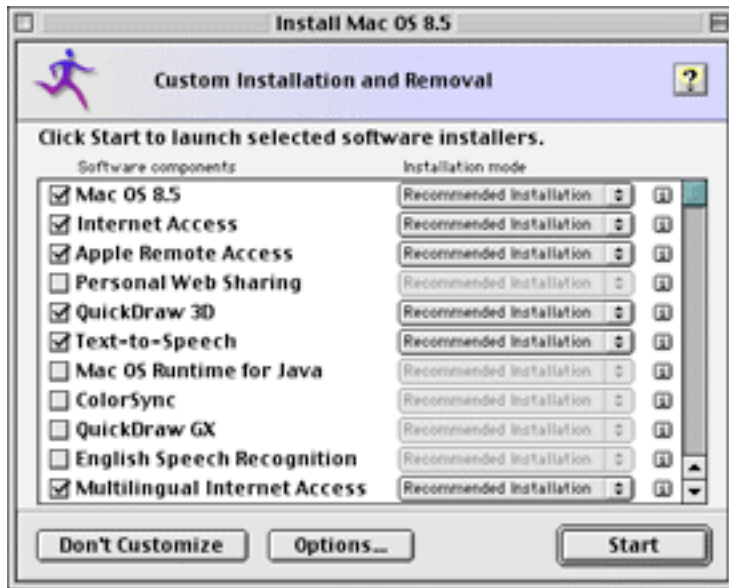 Install Mac OS 8.5
Custom Installation and Removal
?
Click Start to launch selected software installers.
Software components Installation mode
Mac OS 8.5 Recommended Installation
Internet Access Recommended Installation
Apple Remote Access Recommended Installation
Personal Web Sharing Recommended Installation
QuickDraw 3D Recommended Installation
Text-to-Speech Recommended Installation
Mac OS Runtime for Java Recommended Installation
ColorSync Recommended Installation
QuickDraw GX Recommended Installation
English Speech Recognition Recommended Installation
Multilingual Internet Access Recommended Installation
Don't Customize Options... Start